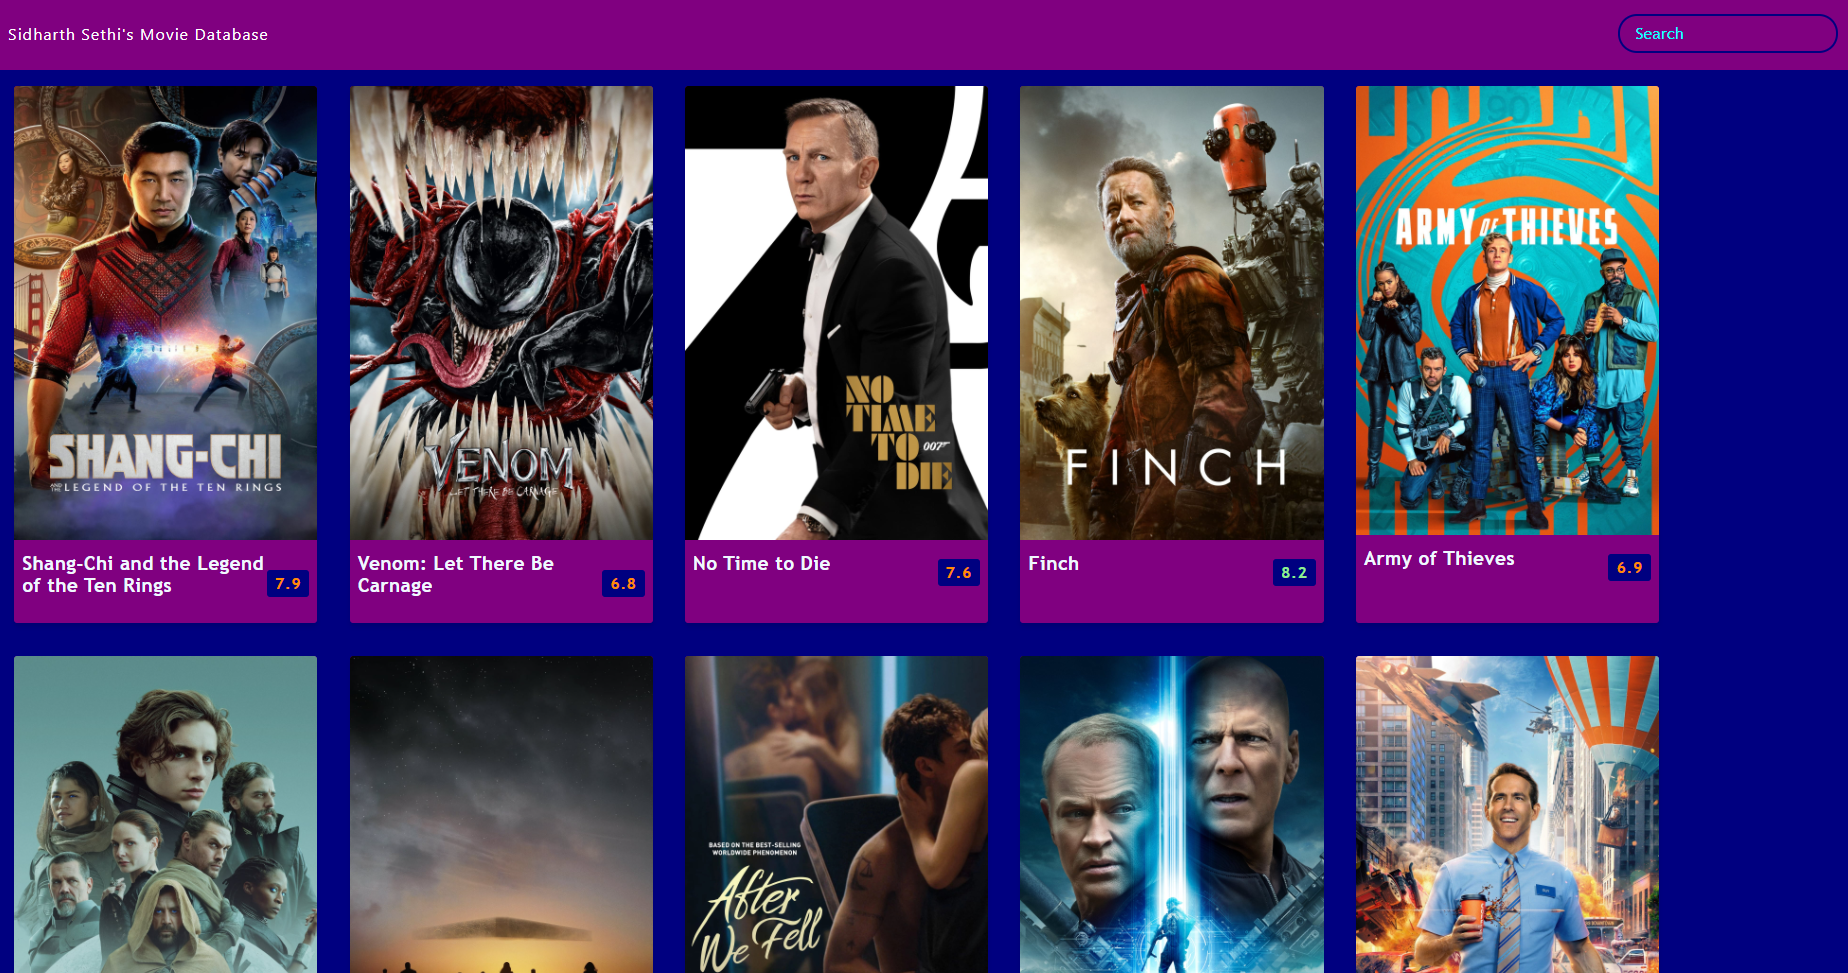 Sidharth Sethi's Movie Database
Search
SHANG-CHI
AND THE LEGEND OF THE TEN RINGS
VENOM
LET THERE BE CARNAGE
NO
TIME
TO 007
DIE
FINCH
ARMY OF THIEVES
Shang-Chi and the Legend
of the Ten Rings
7.9
Venom: Let There Be
Carnage
6.8
No Time to Die
7.6
Finch
8.2
Army of Thieves
6.9
BASED ON THE BEST-SELLING
WORLDWIDE PHENOMENON
After
We Fell